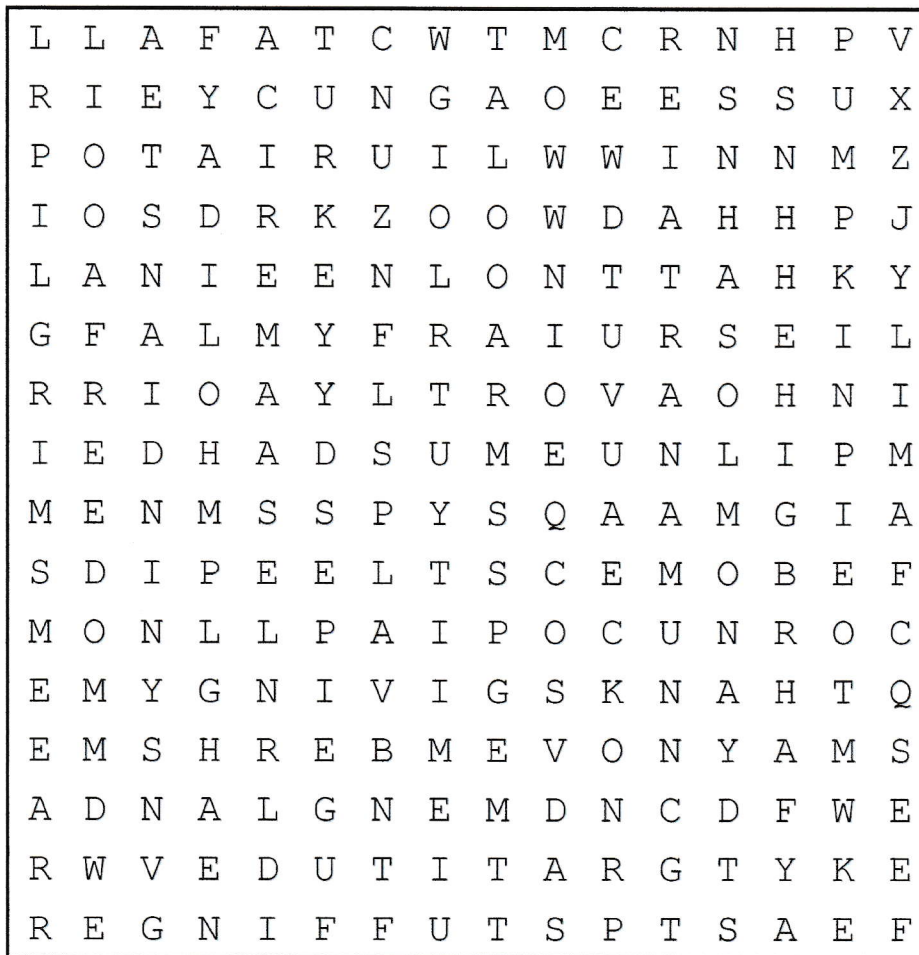 L L A F A T C W T M C R N H P V
R I E Y C U N G A O E E S S U X
P O T A I R U I L W W I N N M Z
I O S D R K Z O O W D A H H P J
L A N I E E N L O N T T A H K Y
G F A L M Y F R A I U R S E I L
R R I O A Y L T R O V A O H N I
I E D H A D S U M E U N L I P M
M E N M S S P Y S Q A A M G I A
S D I P E E L T S C E M O B E F
M O N L L P A I P O C U N R O C
E M Y G N I V I G S K N A H T Q
E M S H R E B M E V O N Y A M S
A D N A L G N E M D N C D F W E
R W V E D U T I T A R G T Y K E
R E G N I F F U T S P T S A E F